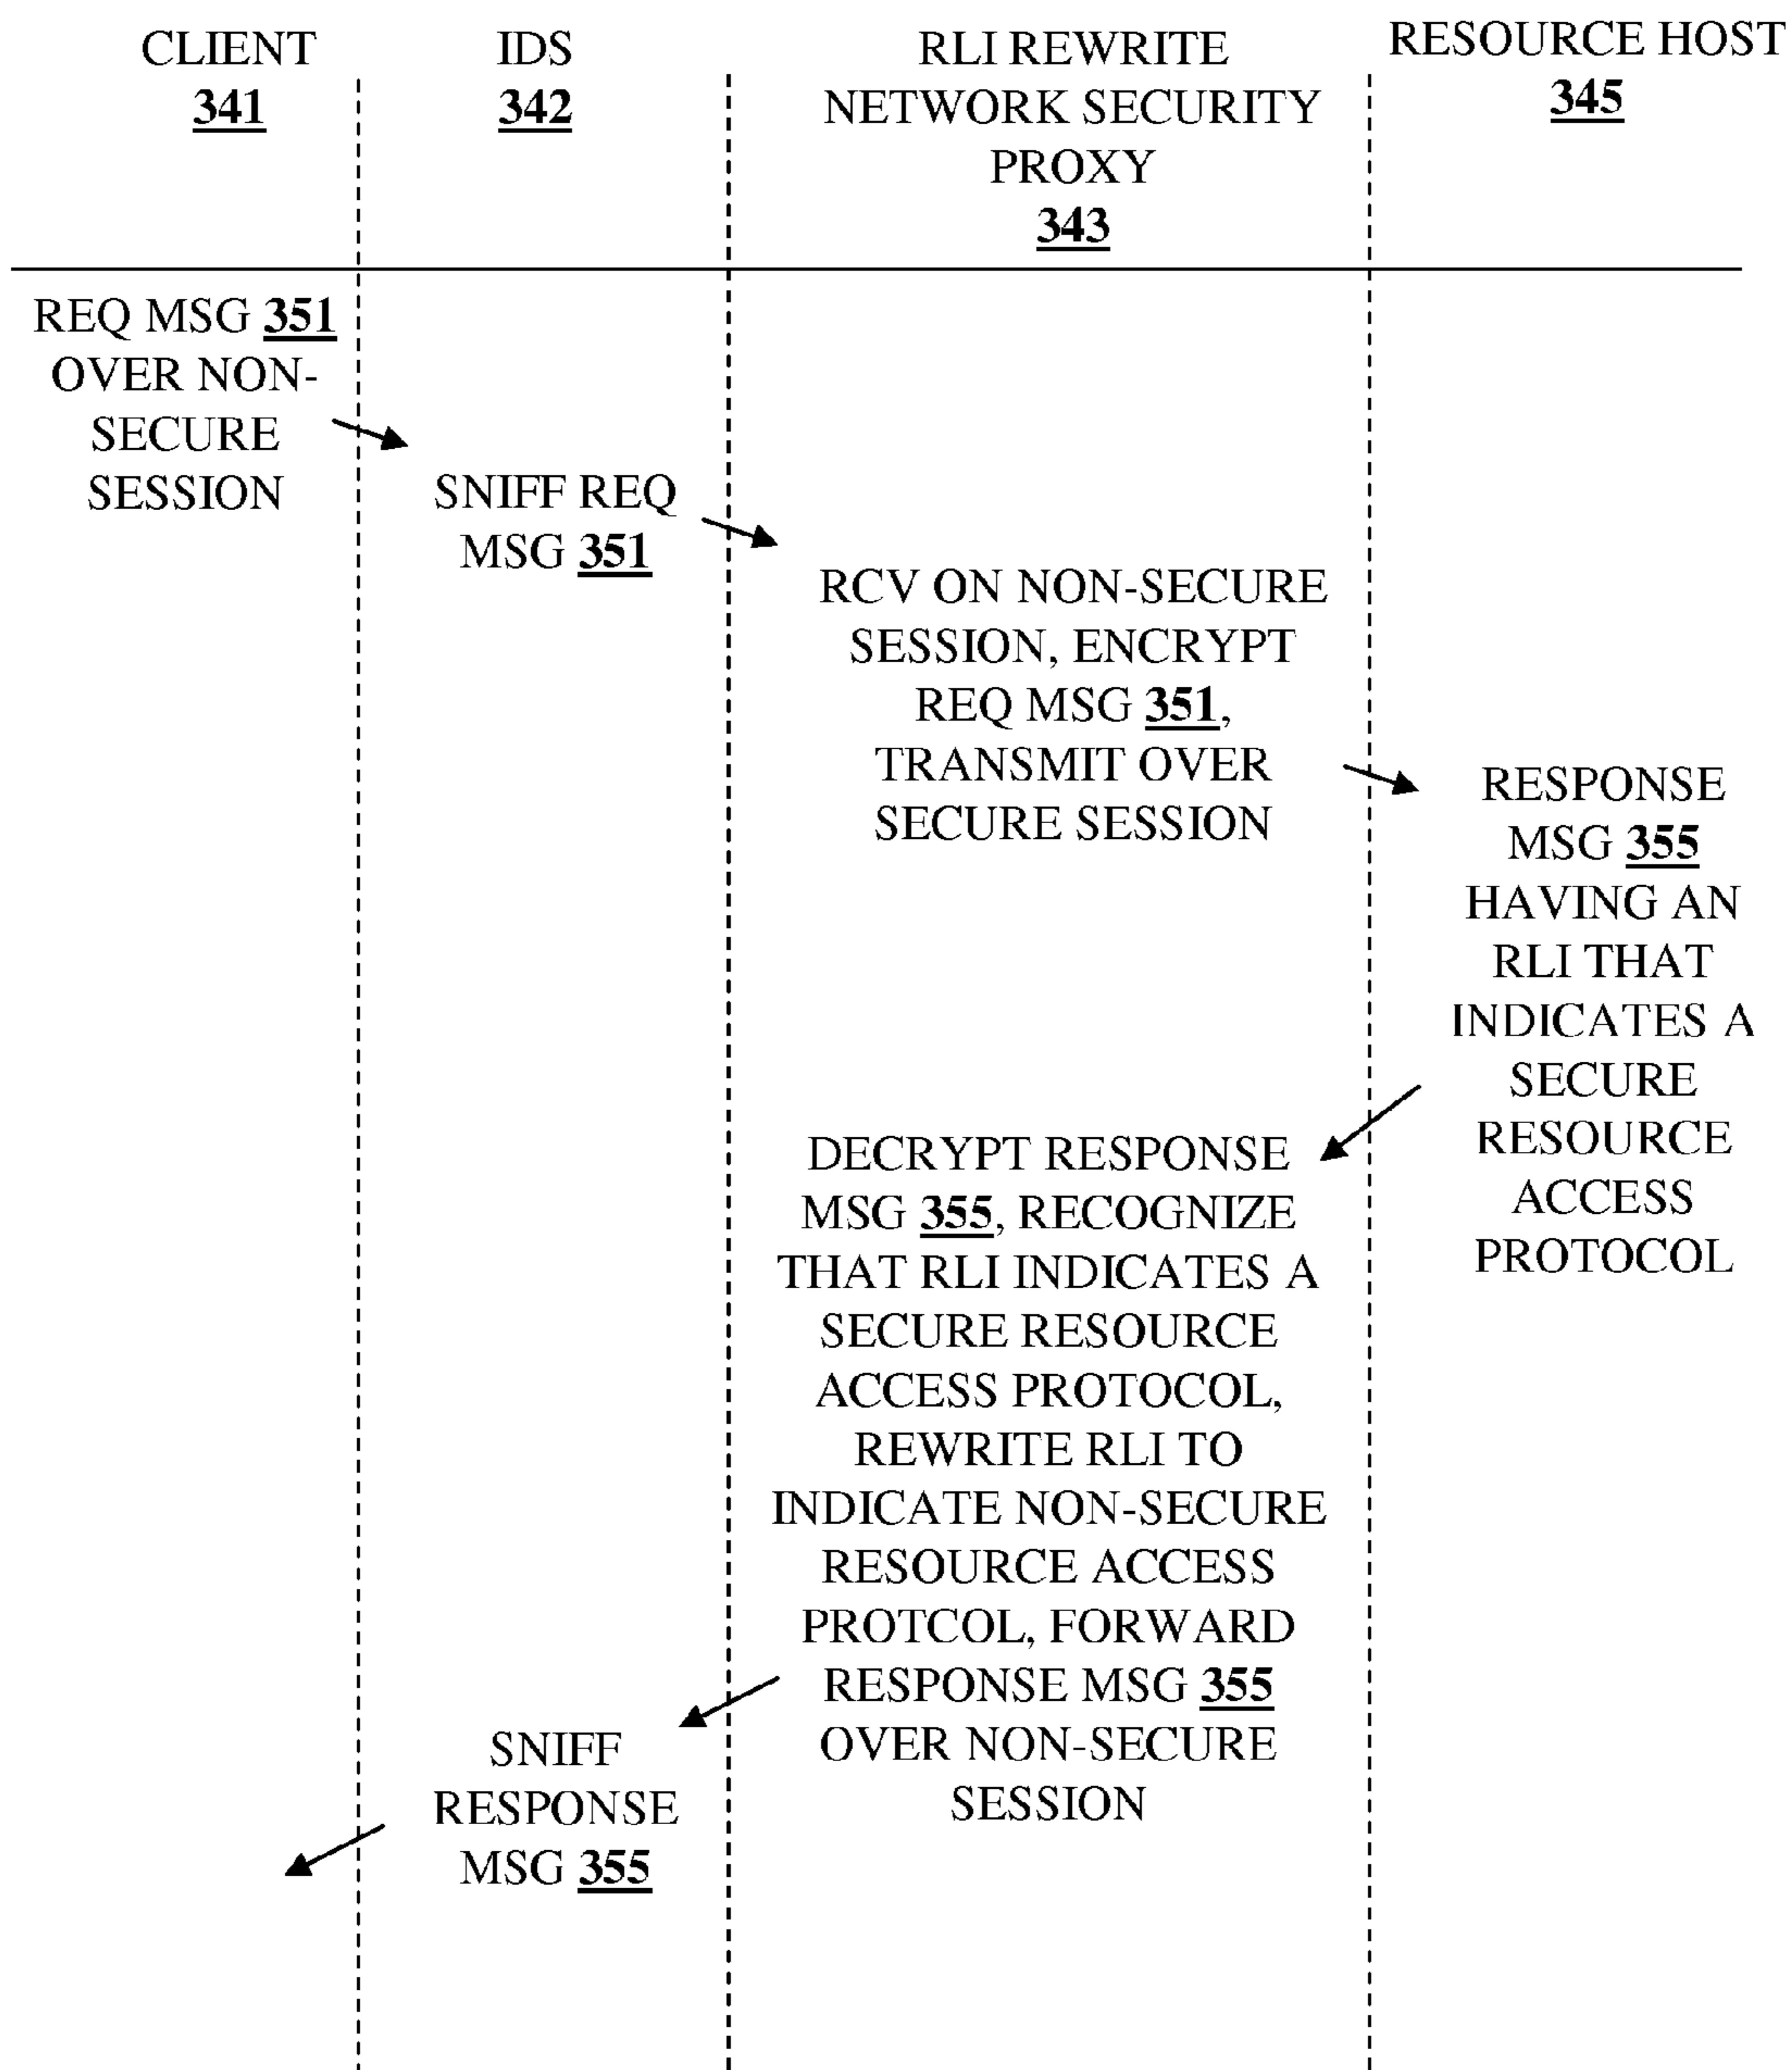 CLIENT
341
IDS
342
RLI REWRITE
NETWORK SECURITY
PROXY
343
RESOURCE HOST
345
REQ MSG 351
OVER NON-
SECURE
SESSION
SNIFF REQ
MSG 351
RCV ON NON-SECURE
SESSION, ENCRYPT
REQ MSG 351,
TRANSMIT OVER
SECURE SESSION
RESPONSE
MSG 355
HAVING AN
RLI THAT
INDICATES A
SECURE
RESOURCE
ACCESS
PROTOCOL
DECRYPT RESPONSE
MSG 355, RECOGNIZE
THAT RLI INDICATES A
SECURE RESOURCE
ACCESS PROTOCOL,
REWRITE RLI TO
INDICATE NON-SECURE
RESOURCE ACCESS
PROTCOL, FORWARD
RESPONSE MSG 355
OVER NON-SECURE
SESSION
SNIFF
RESPONSE
MSG 355